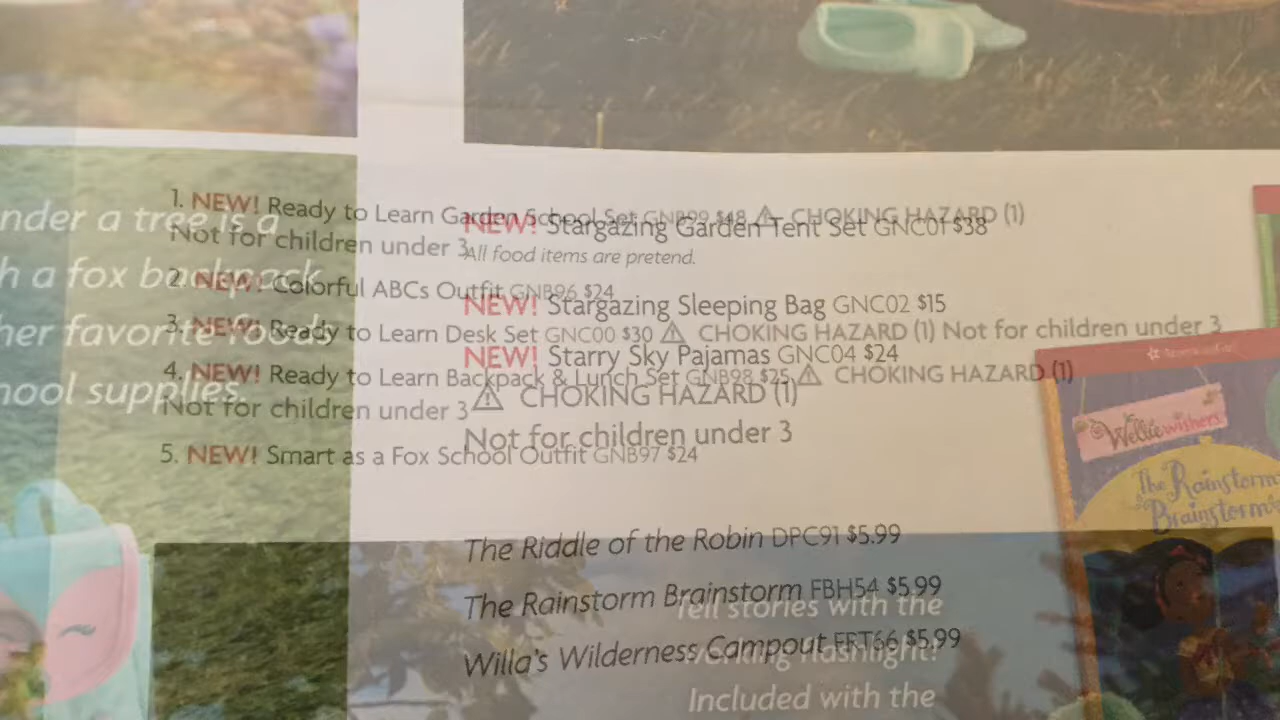 nder a tree is a
h a fox backpack
her favorite foods
hool supplies.
1. NEW! Ready to Learn Garden School Set GNB99 $48 ⚠ CHOKING HAZARD (1)
Not for children under 3
2. NEW! Colorful ABCs Outfit GNB96 $24
3. NEW! Ready to Learn Desk Set GNC00 $30 ⚠ CHOKING HAZARD (1) Not for children under 3
4. NEW! Ready to Learn Backpack & Lunch Set GNB98 $25 ⚠ CHOKING HAZARD (1)
Not for children under 3
5. NEW! Smart as a Fox School Outfit GNB97 $24
NEW! Stargazing Garden Tent Set GNC01 $38
All food items are pretend.
NEW! Stargazing Sleeping Bag GNC02 $15
NEW! Starry Sky Pajamas GNC04 $24
⚠ CHOKING HAZARD (1)
Not for children under 3
The Riddle of the Robin DPC91 $5.99
The Rainstorm Brainstorm FBH54 $5.99
Willa's Wilderness Campout FRT66 $5.99
Tell stories with the
working flashlight!
Included with the
Welliewishers
The Rainstorm
Brainstorm